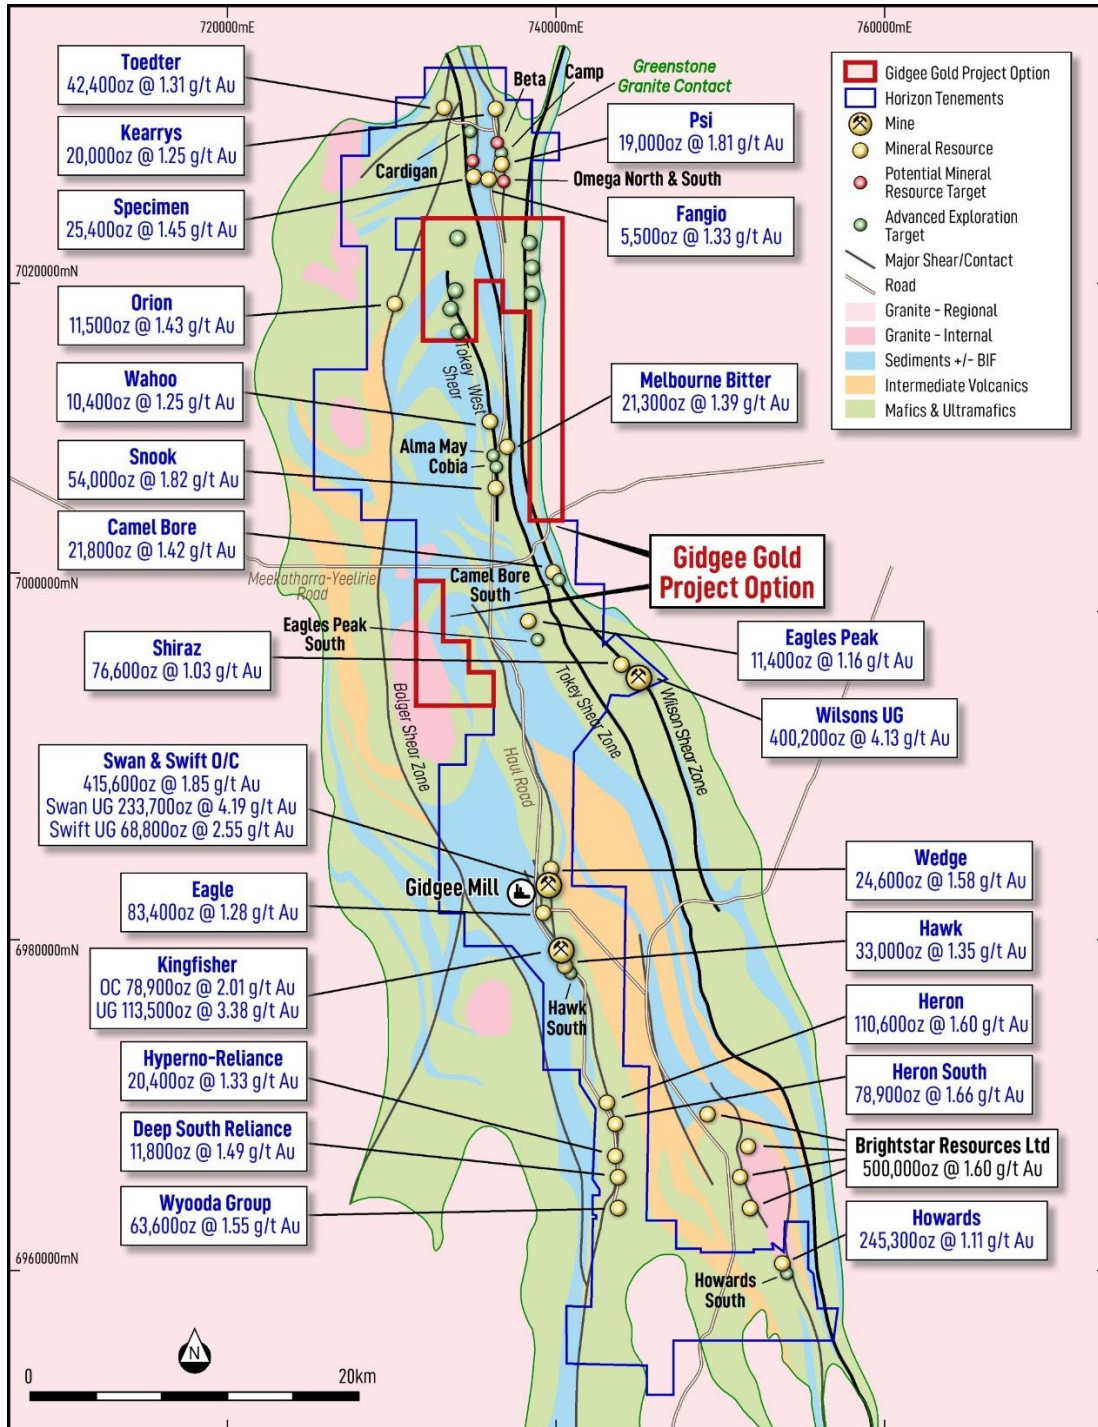 720000mE
740000mE
760000mE
Toedter
42,400oz @ 1.31 g/t Au
Kearrys
20,000oz @ 1.25 g/t Au
Specimen
25,400oz @ 1.45 g/t Au
Cardigan
Beta
Camp
Greenstone
Granite Contact
Psi
19,000oz @ 1.81 g/t Au
Omega North & South
Fangio
5,500oz @ 1.33 g/t Au
Gidgee Gold Project Option
Horizon Tenements
Mine
Mineral Resource
Potential Mineral
Resource Target
Advanced Exploration
Target
Major Shear/Contact
Road
Granite - Regional
Granite - Internal
Sediments +/- BIF
Intermediate Volcanics
Mafics & Ultramafics
7020000mN
Orion
11,500oz @ 1.43 g/t Au
Wahoo
10,400oz @ 1.25 g/t Au
Tokey West
Shear
Melbourne Bitter
21,300oz @ 1.39 g/t Au
Alma May
Cobia
Snook
54,000oz @ 1.82 g/t Au
Camel Bore
21,800oz @ 1.42 g/t Au
7000000mN
Meekatharra-Yeelirie
Road
Camel Bore
South
Gidgee Gold
Project Option
Eagles Peak
South
Eagles Peak
11,400oz @ 1.16 g/t Au
Shiraz
76,600oz @ 1.03 g/t Au
Wilsons UG
400,200oz @ 4.13 g/t Au
Bolger Shear Zone
Haul Road
Tokey Shear Zone
Wilson Shear Zone
Swan & Swift O/C
415,600oz @ 1.85 g/t Au
Swan UG 233,700oz @ 4.19 g/t Au
Swift UG 68,800oz @ 2.55 g/t Au
Wedge
24,600oz @ 1.58 g/t Au
Gidgee Mill
Eagle
83,400oz @ 1.28 g/t Au
Hawk
33,000oz @ 1.35 g/t Au
6980000mN
Kingfisher
OC 78,900oz @ 2.01 g/t Au
UG 113,500oz @ 3.38 g/t Au
Hawk
South
Heron
110,600oz @ 1.60 g/t Au
Hyperno-Reliance
20,400oz @ 1.33 g/t Au
Heron South
78,900oz @ 1.66 g/t Au
Deep South Reliance
11,800oz @ 1.49 g/t Au
Brightstar Resources Ltd
500,000oz @ 1.60 g/t Au
Wyooda Group
63,600oz @ 1.55 g/t Au
Howards
245,300oz @ 1.11 g/t Au
6960000mN
Howards
South
N
0
20km